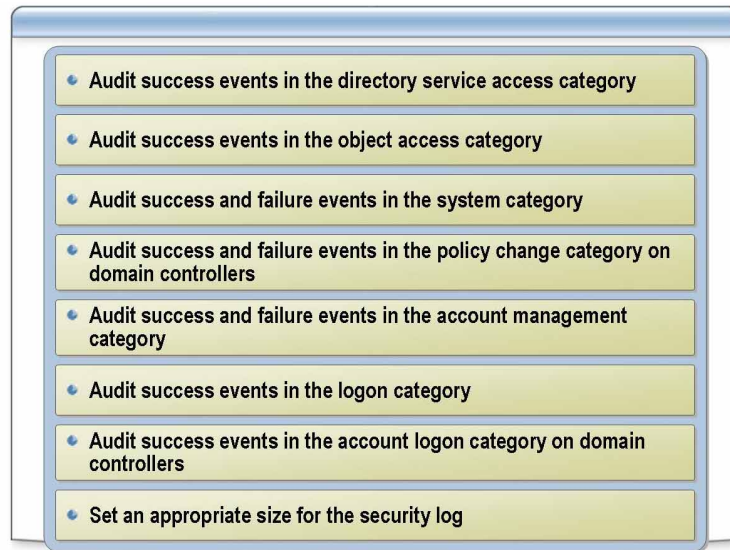 Audit success events in the directory service access category
Audit success events in the object access category
Audit success and failure events in the system category
Audit success and failure events in the policy change category on
domain controllers
Audit success and failure events in the account management
category
Audit success events in the logon category
Audit success events in the account logon category on domain
controllers
Set an appropriate size for the security log